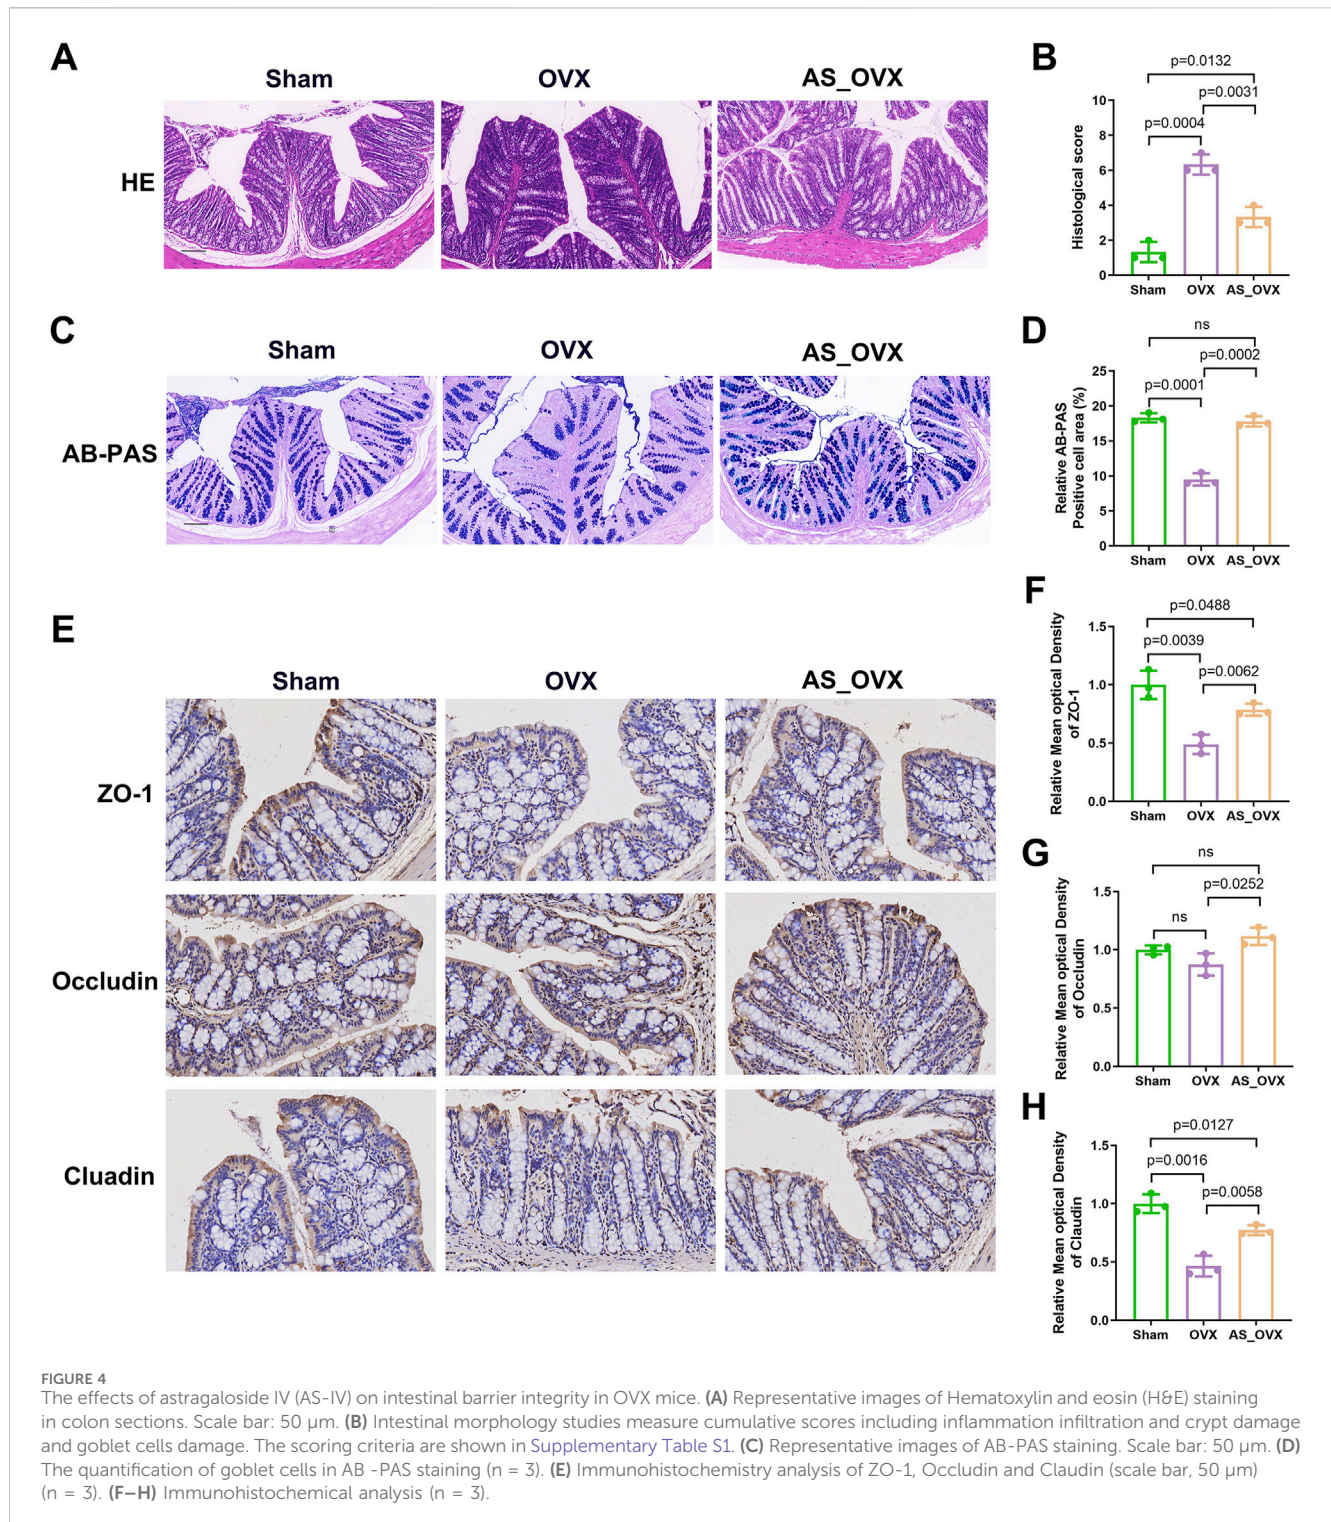 A
Sham
OVX
AS_OVX
HE
B
p=0.0132
p=0.0031
p=0.0004
Histological score
10
8
6
4
2
0
Sham
OVX
AS_OVX
C
Sham
OVX
AS_OVX
AB-PAS
D
ns
p=0.0002
p=0.0001
Relative AB-PAS
Positive cell area (%)
25
20
15
10
5
0
Sham
OVX
AS_OVX
E
Sham
OVX
AS_OVX
ZO-1
Occludin
Cluadin
F
p=0.0488
p=0.0039
p=0.0062
Relative Mean optical Density
of ZO-1
1.5
1.0
0.5
0.0
Sham
OVX
AS_OVX
G
ns
p=0.0252
ns
Relative Mean optical Density
of Occludin
1.5
1.0
0.5
0.0
Sham
OVX
AS_OVX
H
p=0.0127
p=0.0016
p=0.0058
Relative Mean optical Density
of Claudin
1.5
1.0
0.5
0.0
Sham
OVX
AS_OVX
FIGURE 4
The effects of astragaloside IV (AS-IV) on intestinal barrier integrity in OVX mice. (A) Representative images of Hematoxylin and eosin (H&E) staining
in colon sections. Scale bar: 50 μm. (B) Intestinal morphology studies measure cumulative scores including inflammation infiltration and crypt damage
and goblet cells damage. The scoring criteria are shown in Supplementary Table S1. (C) Representative images of AB-PAS staining. Scale bar: 50 μm. (D)
The quantification of goblet cells in AB -PAS staining (n = 3). (E) Immunohistochemistry analysis of ZO-1, Occludin and Claudin (scale bar, 50 μm)
(n = 3). (F–H) Immunohistochemical analysis (n = 3).